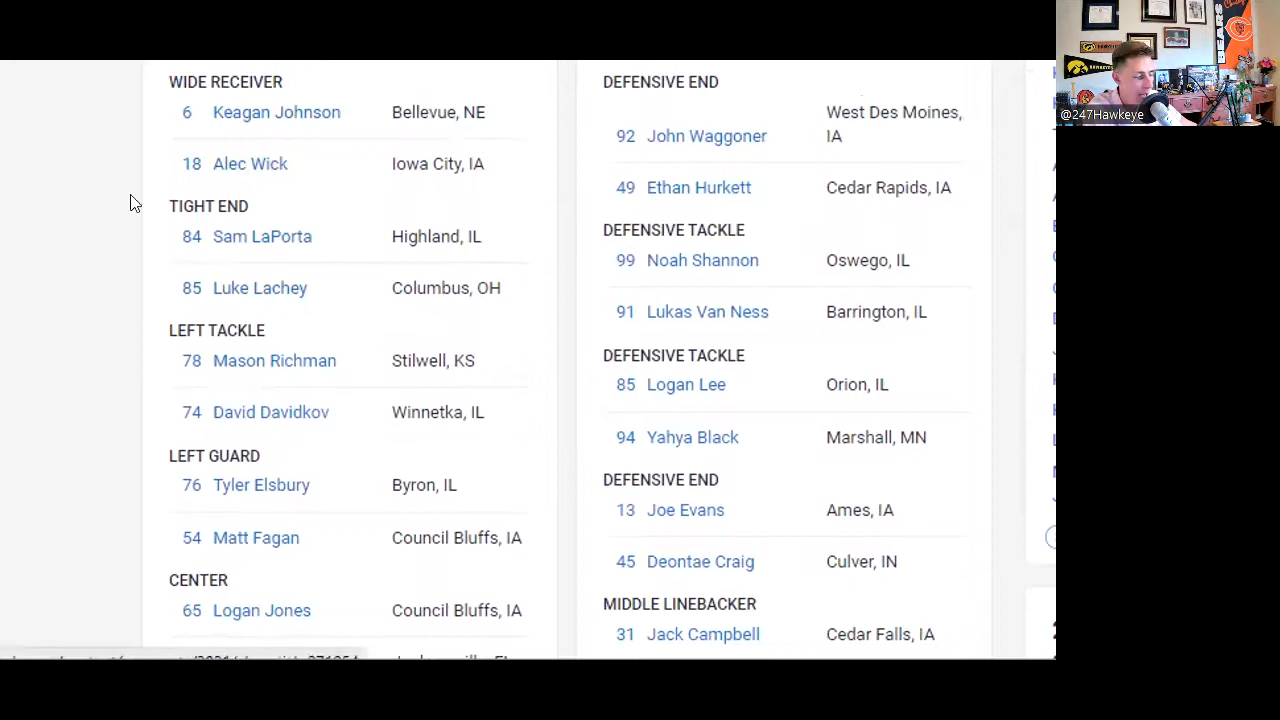 WIDE RECEIVER
6 Keagan Johnson Bellevue, NE
18 Alec Wick Iowa City, IA
TIGHT END
84 Sam LaPorta Highland, IL
85 Luke Lachey Columbus, OH
LEFT TACKLE
78 Mason Richman Stilwell, KS
74 David Davidkov Winnetka, IL
LEFT GUARD
76 Tyler Elsbury Byron, IL
54 Matt Fagan Council Bluffs, IA
CENTER
65 Logan Jones Council Bluffs, IA
DEFENSIVE END
West Des Moines,
92 John Waggoner IA
49 Ethan Hurkett Cedar Rapids, IA
DEFENSIVE TACKLE
99 Noah Shannon Oswego, IL
91 Lukas Van Ness Barrington, IL
DEFENSIVE TACKLE
85 Logan Lee Orion, IL
94 Yahya Black Marshall, MN
DEFENSIVE END
13 Joe Evans Ames, IA
45 Deontae Craig Culver, IN
MIDDLE LINEBACKER
31 Jack Campbell Cedar Falls, IA
@247Hawkeye